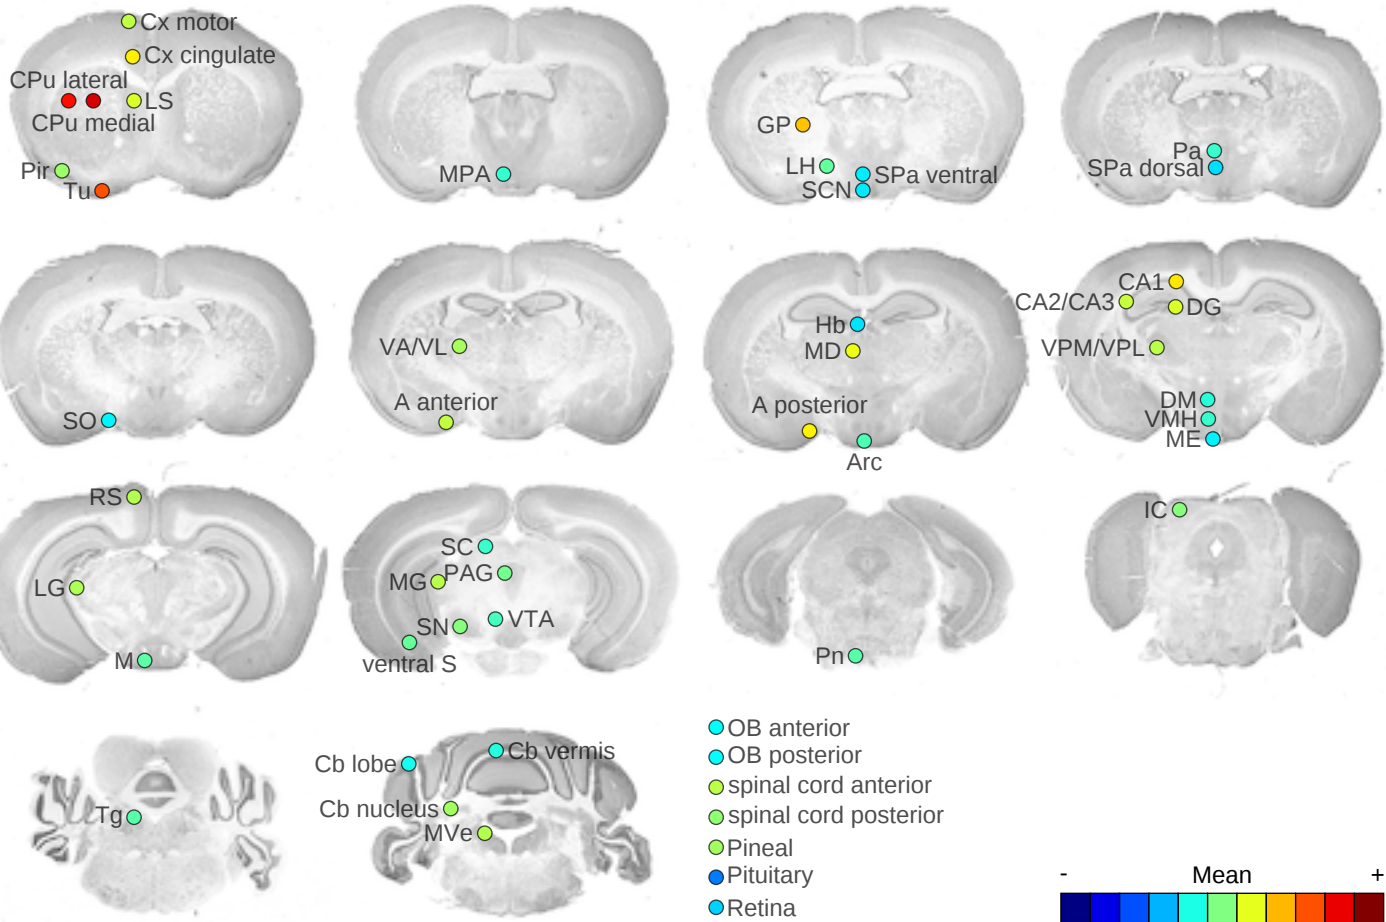 Cx motor
Cx cingulate
CPu lateral
LS
CPu medial
Pir
Tu
MPA
GP
LH
SPa ventral
SCN
Pa
SPa dorsal
SO
VA/VL
A anterior
Hb
MD
A posterior
Arc
CA1
CA2/CA3
DG
VPM/VPL
DM
VMH
ME
RS
LG
M
SC
PAG
MG
VTA
SN
ventral S
Pn
IC
Tg
Cb vermis
Cb lobe
Cb nucleus
MVe
OB anterior
OB posterior
spinal cord anterior
spinal cord posterior
Pineal
Pituitary
Retina
- Mean +